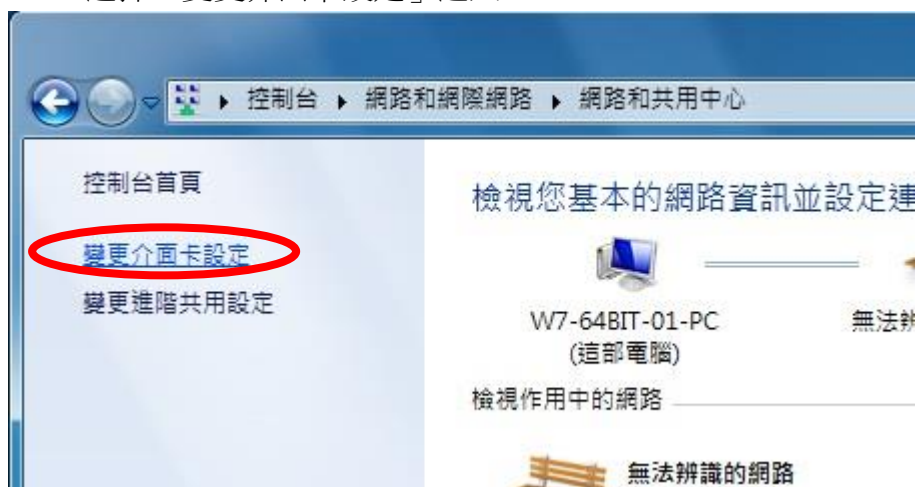 控制台 ▸ 網路和網際網路 ▸ 網路和共用中心
控制台首頁
變更介面卡設定
變更進階共用設定
檢視您基本的網路資訊並設定連
W7-64BIT-01-PC
(這部電腦)
無法辨
檢視作用中的網路
無法辨識的網路